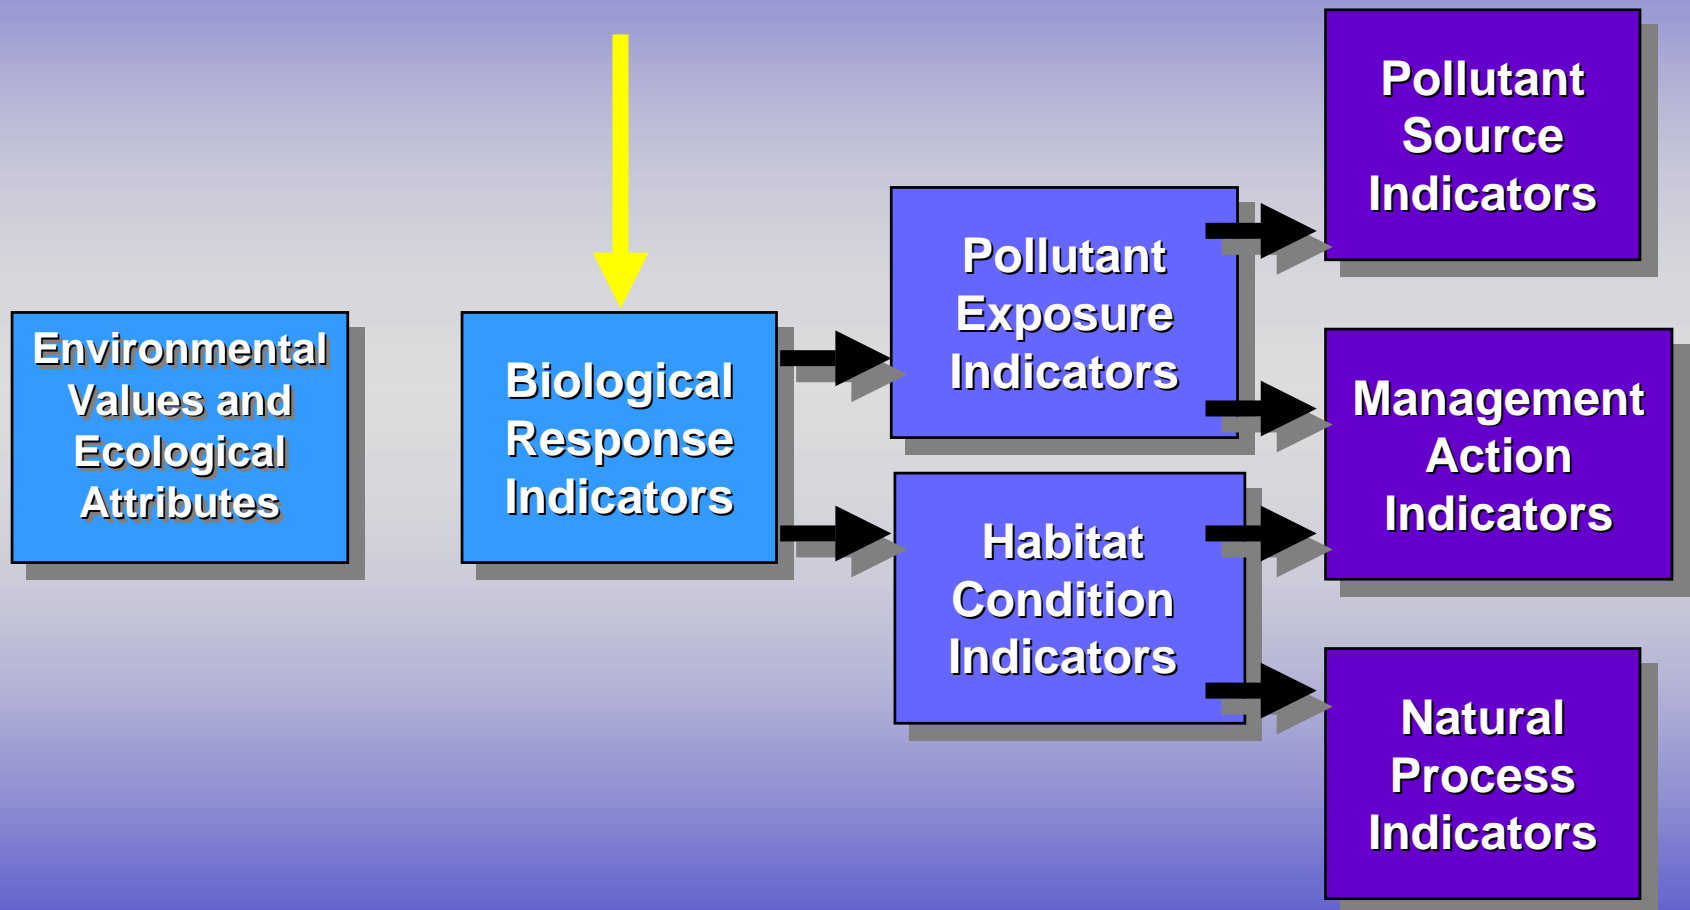 Environmental
Values and
Ecological
Attributes
Biological
Response
Indicators
Pollutant
Exposure
Indicators
Habitat
Condition
Indicators
Pollutant
Source
Indicators
Management
Action
Indicators
Natural
Process
Indicators